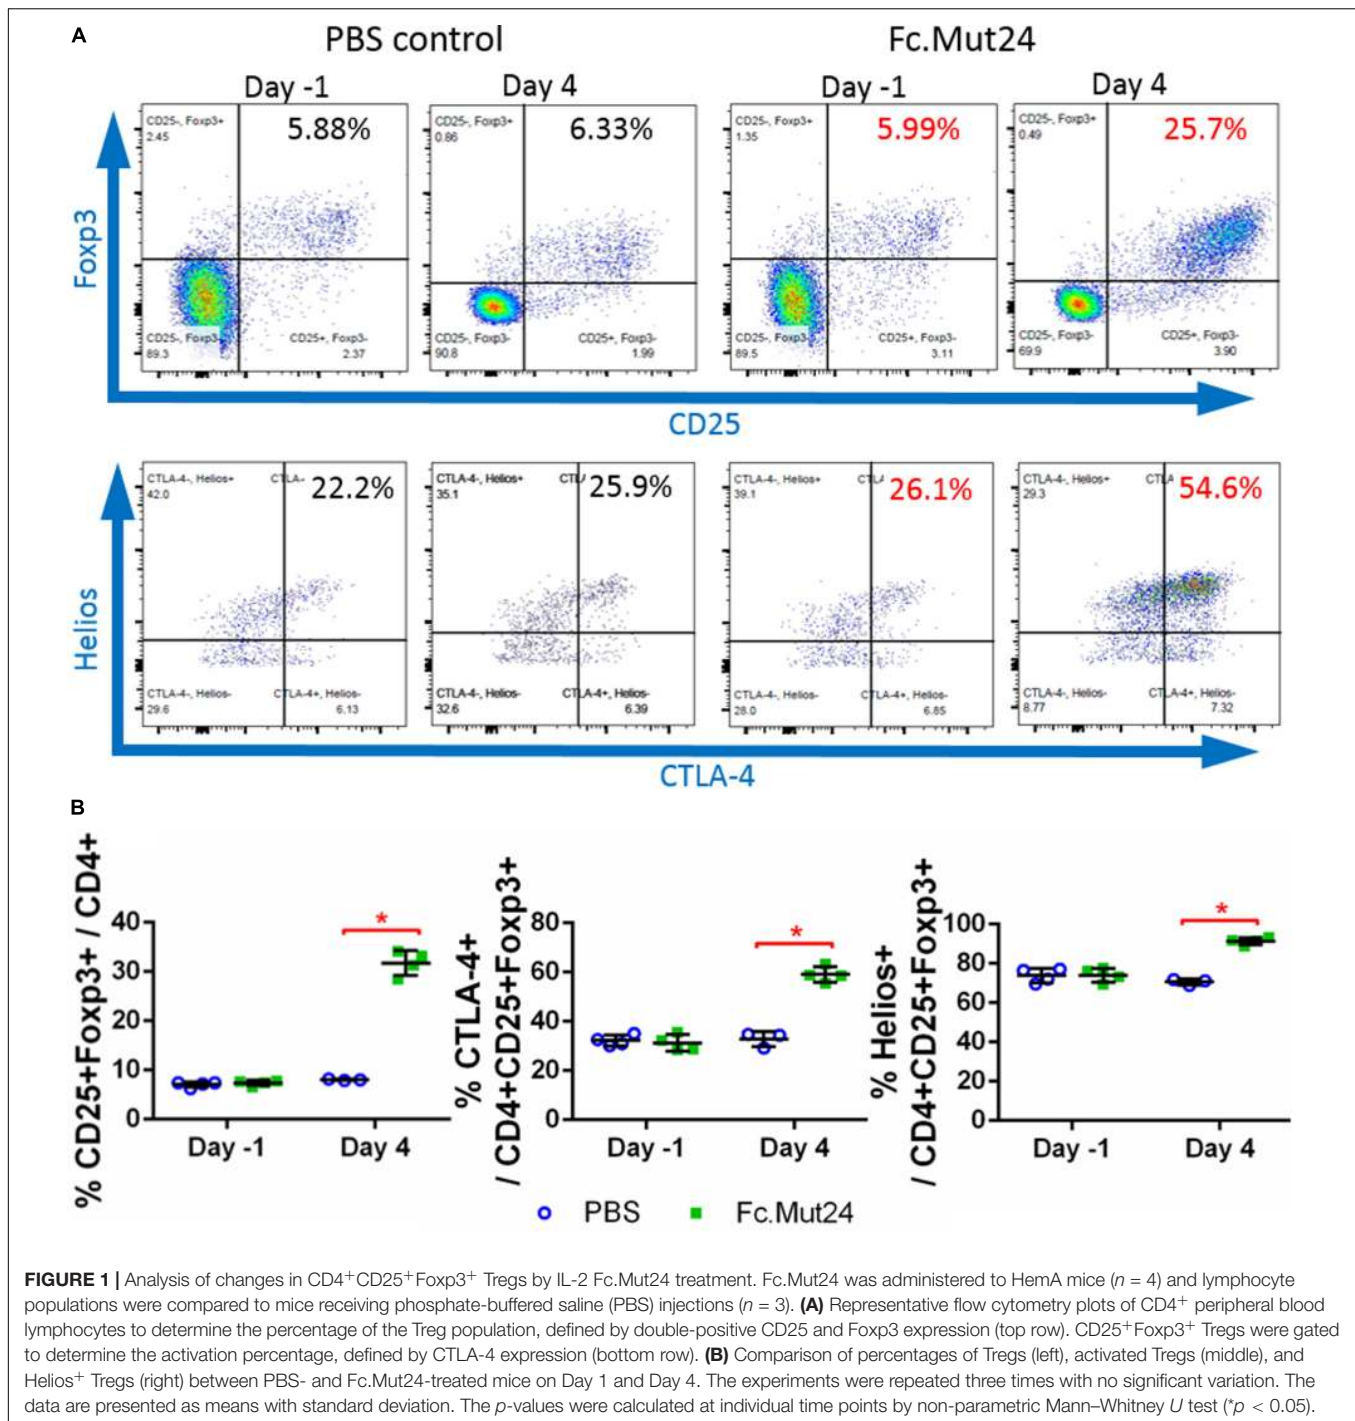 A
PBS control
Fc.Mut24
Day -1
Day 4
Day -1
Day 4
CD25-, Foxp3+
2.45
5.88%
CD25-, Foxp3+
0.86
6.33%
CD25-, Foxp3+
1.35
5.99%
CD25-, Foxp3+
0.49
25.7%
Foxp3
CD25-, Foxp3-
89.3
CD25+, Foxp3-
2.37
CD25-, Foxp3-
90.8
CD25+, Foxp3-
1.99
CD25-, Foxp3-
89.5
CD25+, Foxp3-
3.11
CD25-, Foxp3-
69.9
CD25+, Foxp3-
3.90
CD25
CTLA-4-, Helios+
42.0
CTLA-
22.2%
CTLA-4-, Helios+
35.1
CTL
25.9%
CTLA-4-, Helios+
39.1
CTL
26.1%
CTLA-4-, Helios+
29.3
CTLA
54.6%
Helios
CTLA-4-, Helios-
29.6
CTLA-4+, Helios-
6.13
CTLA-4-, Helios-
32.6
CTLA-4+, Helios-
6.39
CTLA-4-, Helios-
28.0
CTLA-4+, Helios-
6.85
CTLA-4-, Helios-
8.77
CTLA-4+, Helios-
7.32
CTLA-4
B
% CD25+Foxp3+ / CD4+
40
30
20
10
0
*
Day -1
Day 4
% CTLA-4+
/ CD4+CD25+Foxp3+
80
60
40
20
0
*
Day -1
Day 4
% Helios+
/ CD4+CD25+Foxp3+
100
80
60
40
20
0
*
Day -1
Day 4
PBS
Fc.Mut24
FIGURE 1 | Analysis of changes in CD4+CD25+Foxp3+ Tregs by IL-2 Fc.Mut24 treatment. Fc.Mut24 was administered to HemA mice (n = 4) and lymphocyte
populations were compared to mice receiving phosphate-buffered saline (PBS) injections (n = 3). (A) Representative flow cytometry plots of CD4+ peripheral blood
lymphocytes to determine the percentage of the Treg population, defined by double-positive CD25 and Foxp3 expression (top row). CD25+Foxp3+ Tregs were gated
to determine the activation percentage, defined by CTLA-4 expression (bottom row). (B) Comparison of percentages of Tregs (left), activated Tregs (middle), and
Helios+ Tregs (right) between PBS- and Fc.Mut24-treated mice on Day 1 and Day 4. The experiments were repeated three times with no significant variation. The
data are presented as means with standard deviation. The p-values were calculated at individual time points by non-parametric Mann–Whitney U test (*p < 0.05).